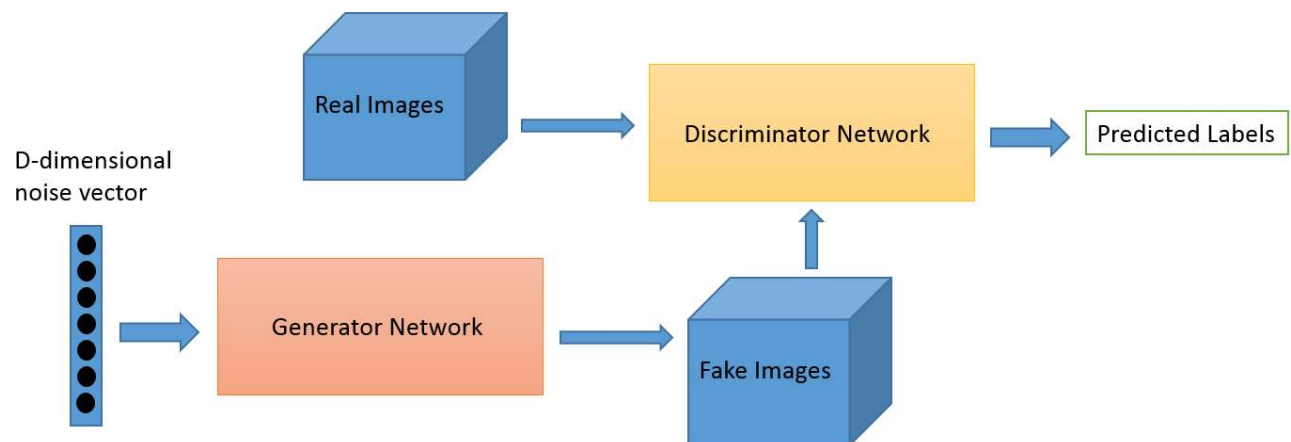 Real Images
Discriminator Network
Predicted Labels
D-dimensional
noise vector
Generator Network
Fake Images